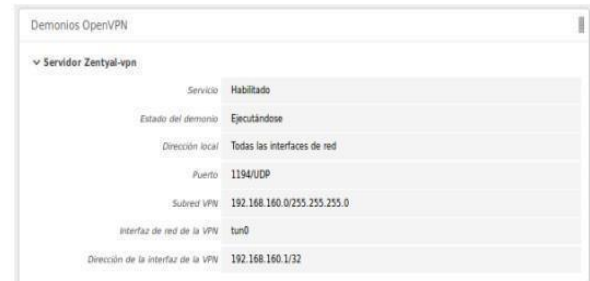 Demonios OpenVPN
Servidor Zentyal-vpn
Servicio Habilitado
Estado del demonio Ejecutándose
Dirección local Todas las interfaces de red
Puerto 1194/UDP
Subred VPN 192.168.160.0/255.255.255.0
Interfaz de red de la VPN tun0
Dirección de la interfaz de la VPN 192.168.160.1/32